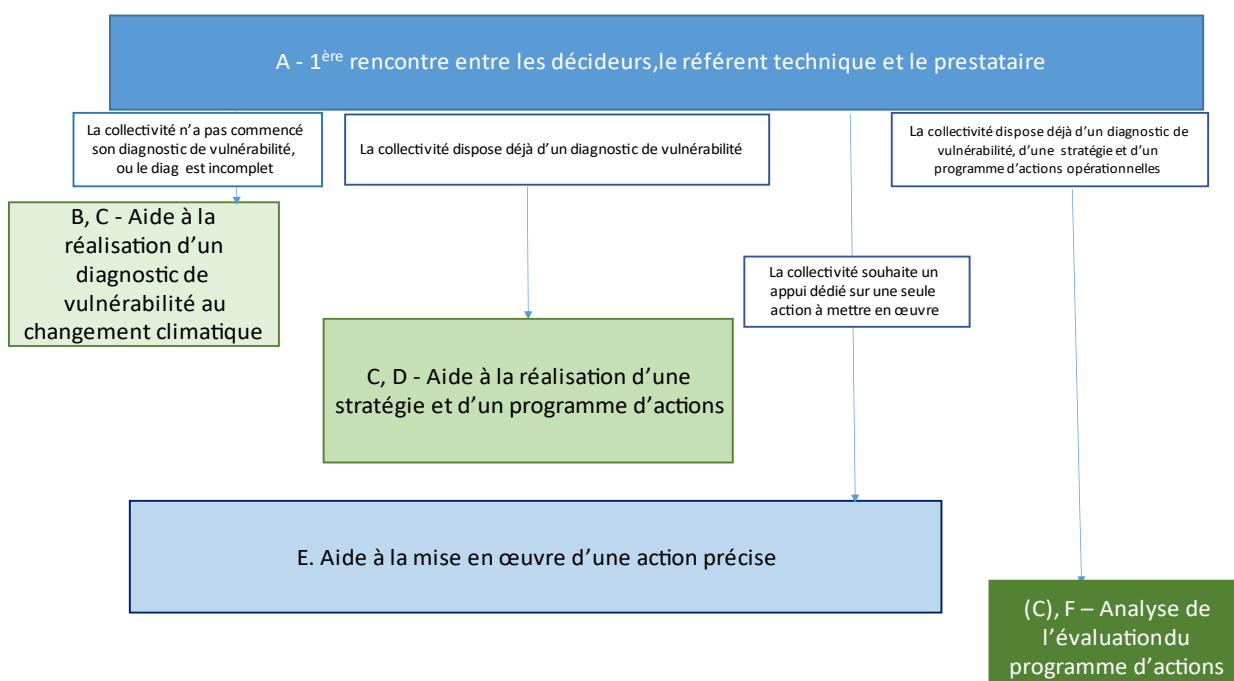 A - 1ère rencontre entre les décideurs,le référent technique et le prestataire
La collectivité n'a pas commencé
son diagnostic de vulnérabilité,
ou le diag est incomplet
La collectivité dispose déjà d'un diagnostic de vulnérabilité
La collectivité dispose déjà d'un diagnostic de
vulnérabilité, d'une stratégie et d'un
programme d'actions opérationnelles
B, C - Aide à la
réalisation d'un
diagnostic de
vulnérabilité au
changement climatique
La collectivité souhaite un
appui dédié sur une seule
action à mettre en œuvre
C, D - Aide à la réalisation d'une
stratégie et d'un programme d'actions
E. Aide à la mise en œuvre d'une action précise
(C), F – Analyse de
l'évaluation du
programme d'actions